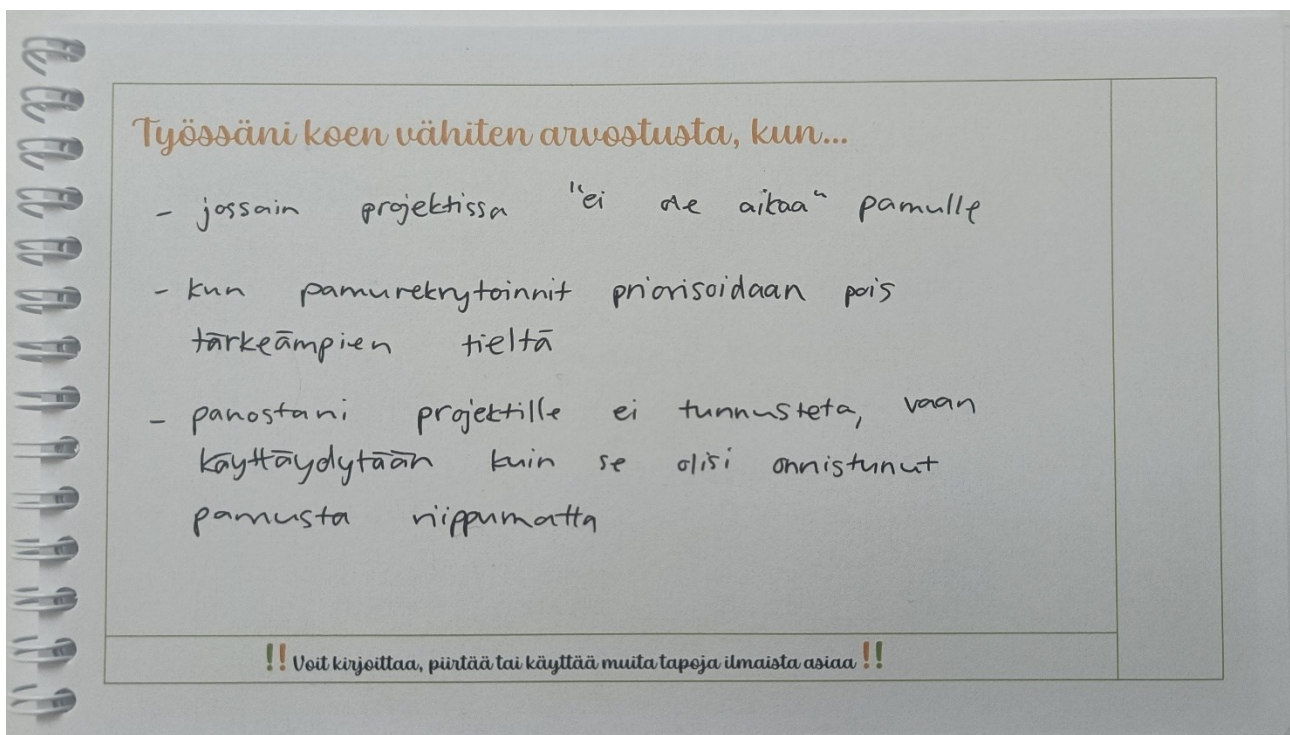 Työssäni koen vähiten arvostusta, kun...
- jossain projektissa "ei ole aikaa" pamulle
- kun pamurekrytoinnit priorisoidaan pois
tärkeämpien tieltä
- panostani projektille ei tunnusteta, vaan
käyttäydytään kuin se olisi onnistunut
pamusta riippumatta
!! Voit kirjoittaa, piirtää tai käyttää muita tapoja ilmaista asiaa !!